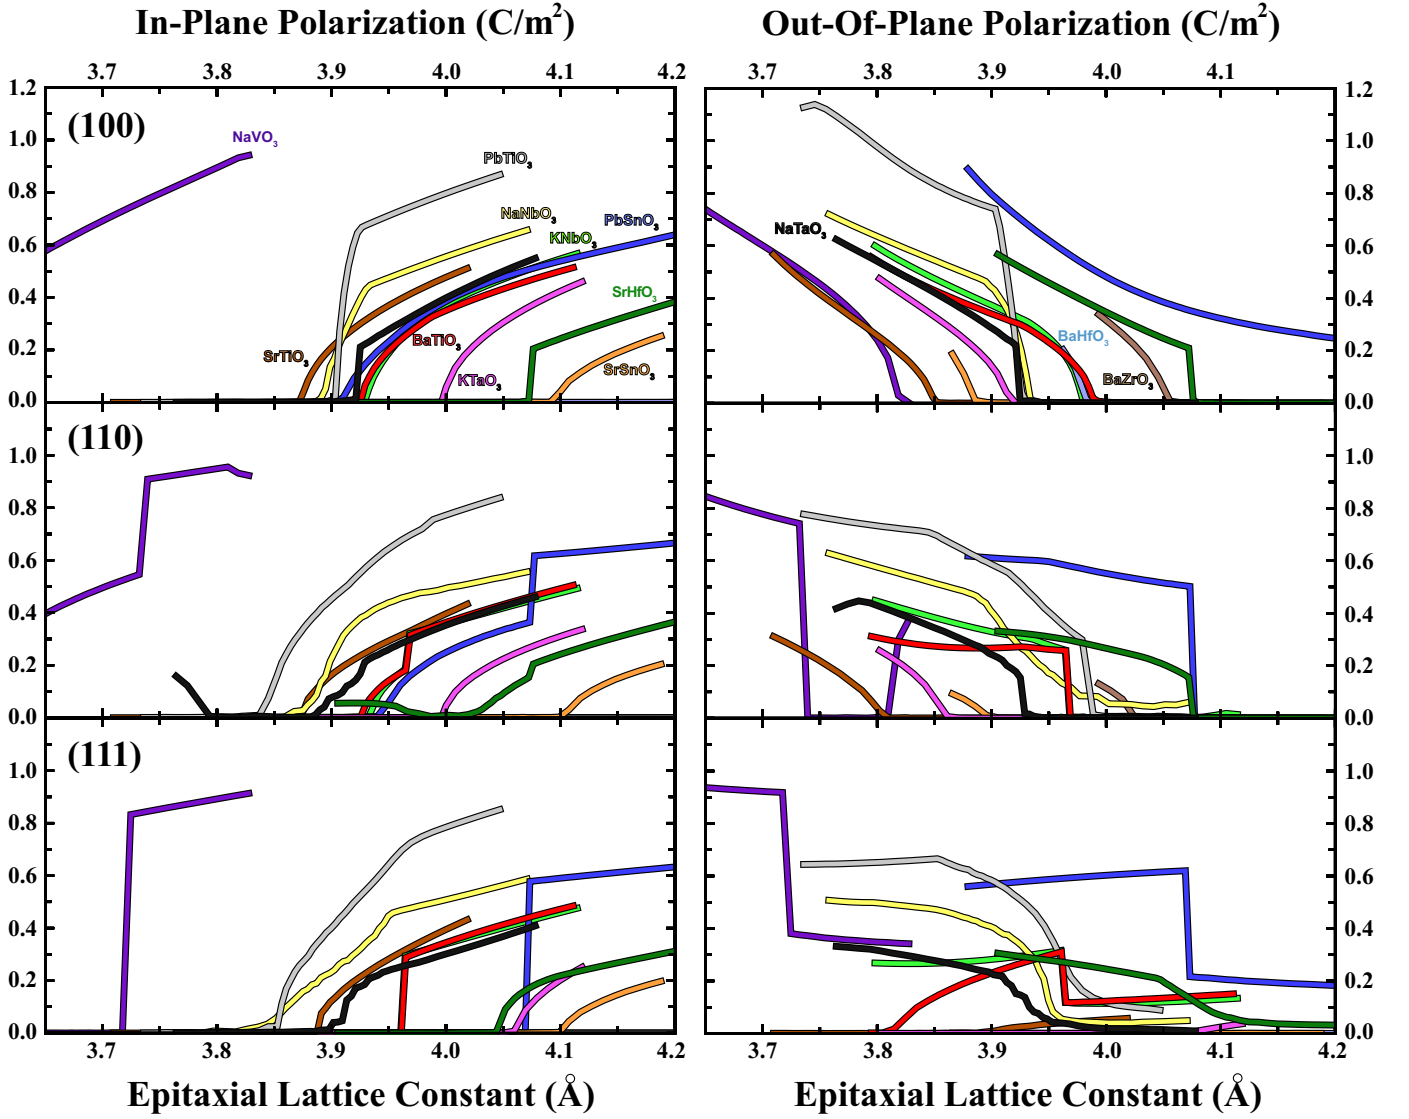 In-Plane Polarization (C/m²) Out-Of-Plane Polarization (C/m²)
3.7 3.8 3.9 4.0 4.1 4.2 3.7 3.8 3.9 4.0 4.1
1.2 1.2
(100)
NaVO₃
1.0 1.0
PbTiO₃
0.8 0.8
NaNbO₃ PbSnO₃ NaTaO₃
KNbO₃
0.6 0.6
SrHfO₃
0.4 0.4
BaTiO₃ BaHfO₃
SrTiO₃
0.2 0.2
KTaO₃ SrSnO₃ BaZrO₃
0.0 0.0
(110)
1.0 1.0
0.8 0.8
0.6 0.6
0.4 0.4
0.2 0.2
0.0 0.0
(111)
1.0 1.0
0.8 0.8
0.6 0.6
0.4 0.4
0.2 0.2
0.0 0.0
3.7 3.8 3.9 4.0 4.1 4.2 3.7 3.8 3.9 4.0 4.1 4.2
Epitaxial Lattice Constant (Å) Epitaxial Lattice Constant (Å)